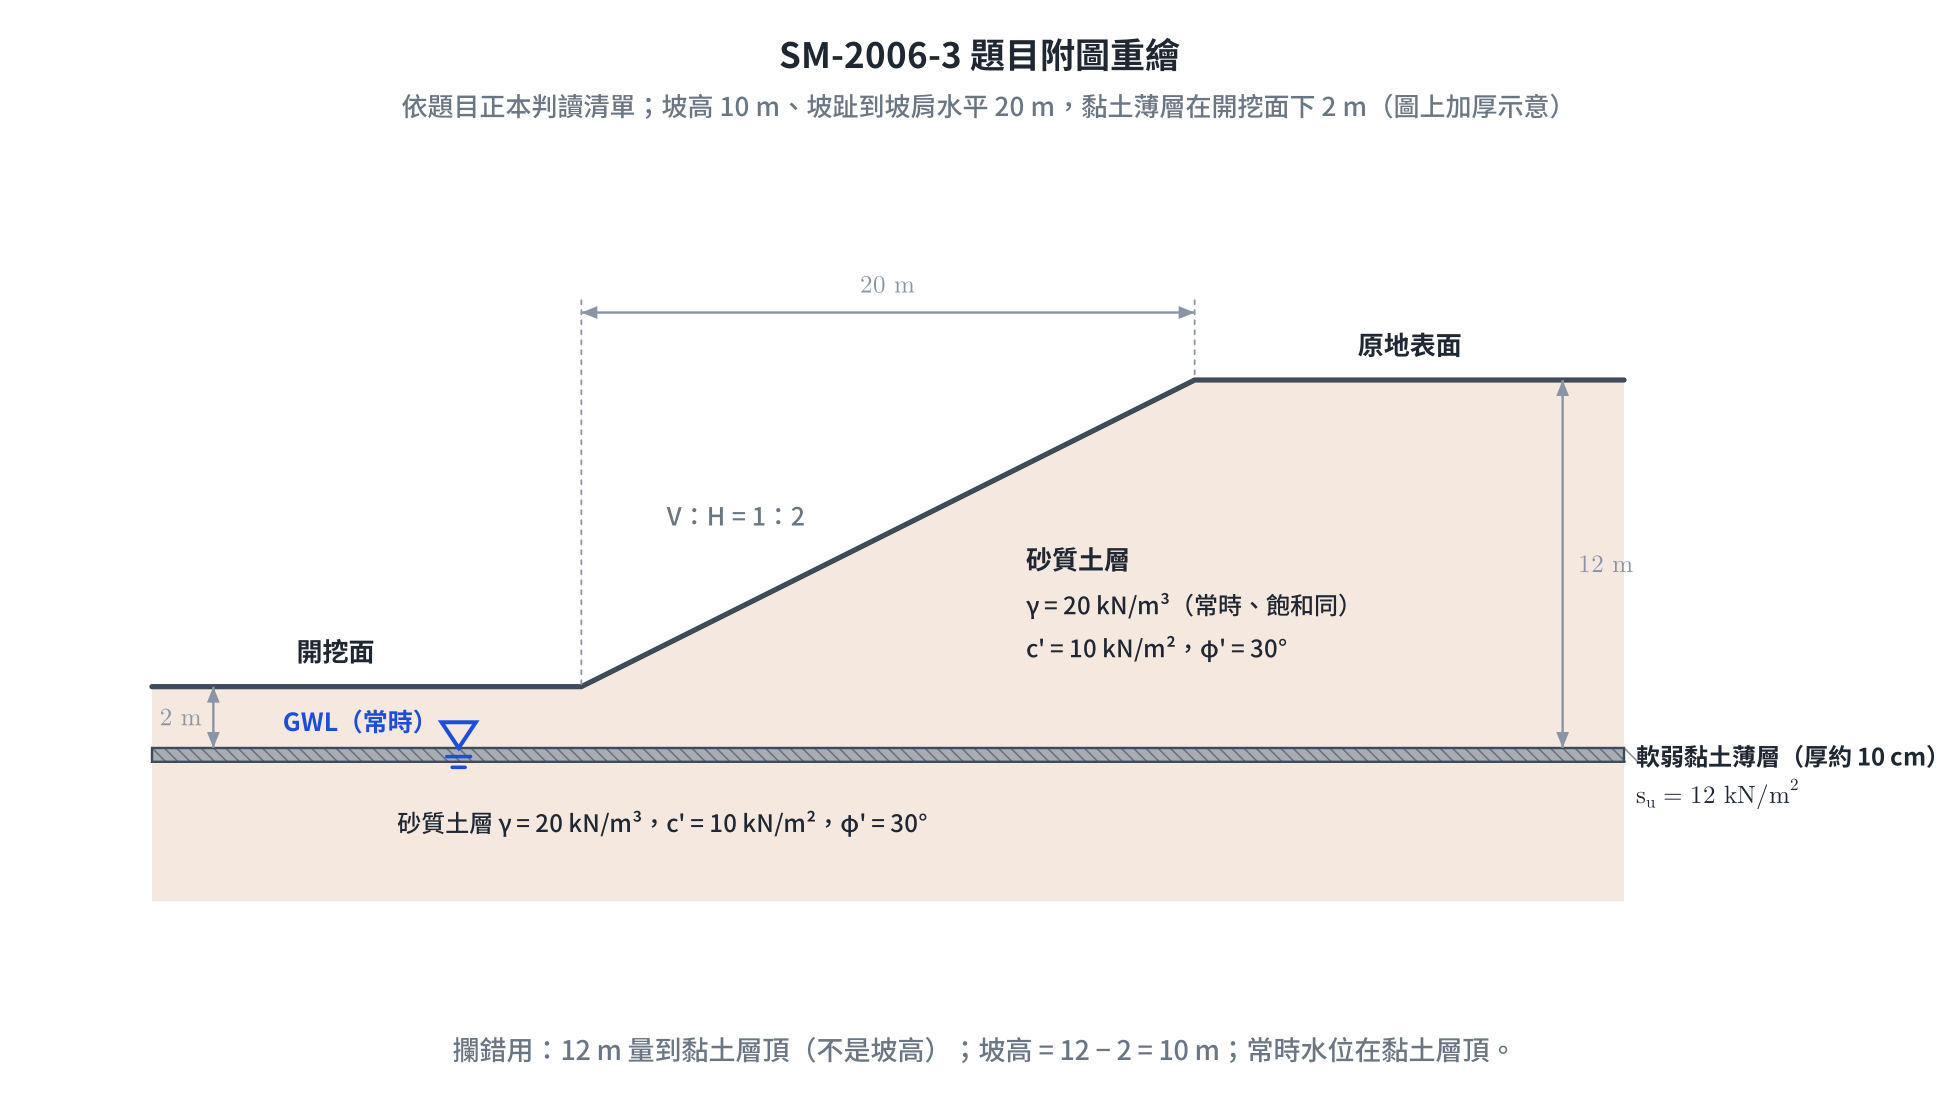 SM-2006-3 題目附圖重繪
依題目正本判讀清單；坡高 10 m、坡趾到坡肩水平 20 m，黏土薄層在開挖面下 2 m（圖上加厚示意）
20 m
原地表面
V：H = 1：2
砂質土層
12 m
γ = 20 kN/m³（常時、飽和同）
c' = 10 kN/m²，ϕ' = 30°
開挖面
2 m
GWL（常時）
軟弱黏土薄層（厚約 10 cm）
s_u = 12 kN/m²
砂質土層 γ = 20 kN/m³，c' = 10 kN/m²，ϕ' = 30°
攔錯用：12 m 量到黏土層頂（不是坡高）；坡高 = 12 − 2 = 10 m；常時水位在黏土層頂。